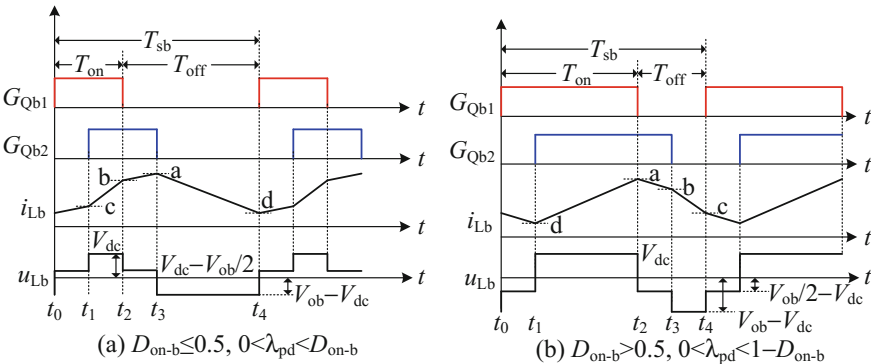 T_sb
T_on
T_off
G_Qb1
t
G_Qb2
t
a
b
c
d
i_Lb
t
V_dc
V_dc−V_ob/2
u_Lb
t
V_ob−V_dc
t_0 t_1 t_2 t_3 t_4
(a) D_on-b≤0.5, 0<λ_pd<D_on-b
T_sb
T_on
T_off
G_Qb1
t
G_Qb2
t
a
b
c
d
i_Lb
t
V_dc
u_Lb
t
V_ob/2−V_dc
t_0 t_1 t_2 t_3 t_4
V_ob−V_dc
(b) D_on-b>0.5, 0<λ_pd<1−D_on-b